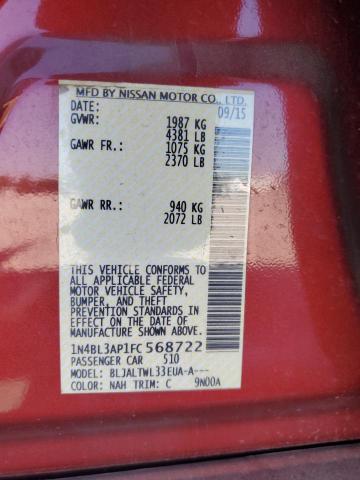 MFD BY NISSAN MOTOR CO., LTD.
DATE: 09/15
GVWR: 1987 KG
4381 LB
GAWR FR.: 1075 KG
2370 LB
GAWR RR.: 940 KG
2072 LB
THIS VEHICLE CONFORMS TO
ALL APPLICABLE FEDERAL
MOTOR VEHICLE SAFETY,
BUMPER, AND THEFT
PREVENTION STANDARDS IN
EFFECT ON THE DATE OF
MANUFACTURE SHOWN ABOVE.
1N4BL3AP1FC 568722
PASSENGER CAR 510
MODEL: BLJALTWL33EUA-A---
COLOR: NAH TRIM: C 9N00A